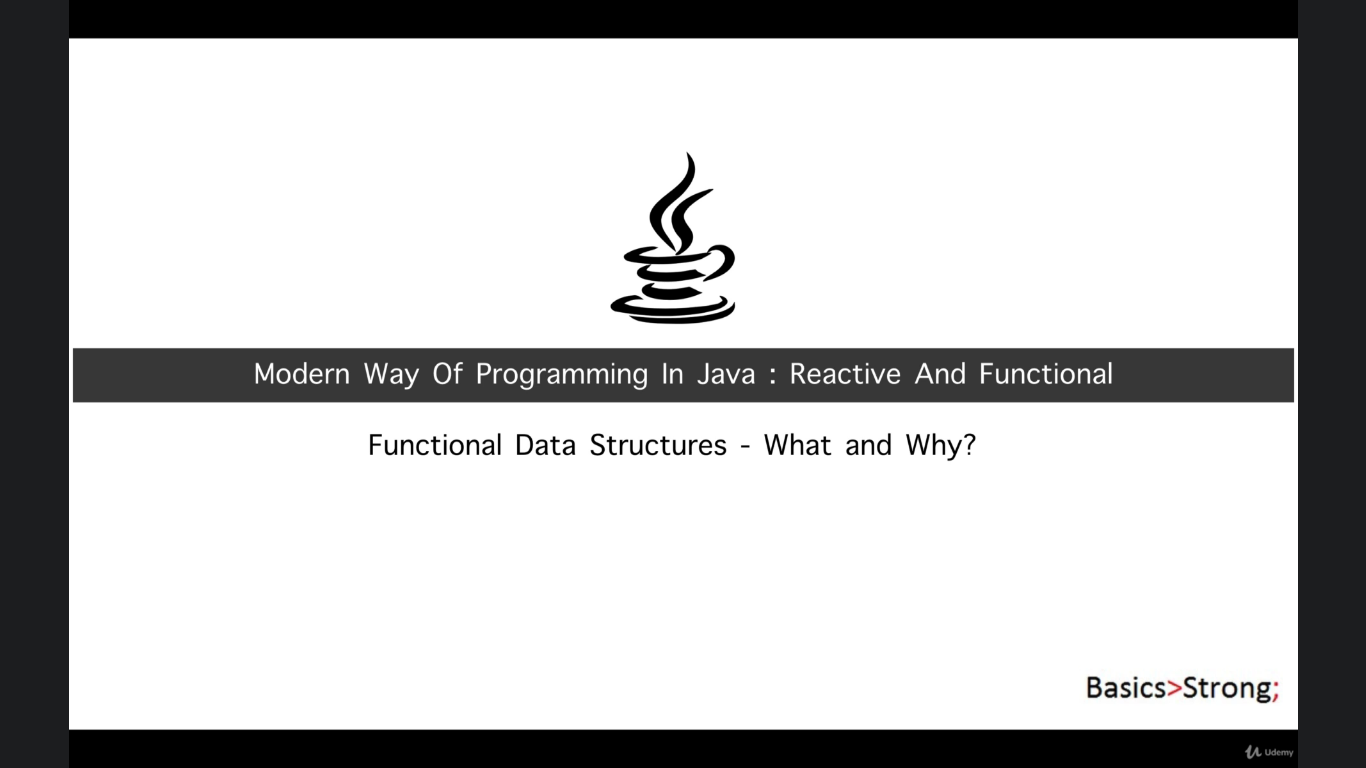 Modern Way Of Programming In Java : Reactive And Functional
Functional Data Structures - What and Why?
Basics>Strong;
Udemy